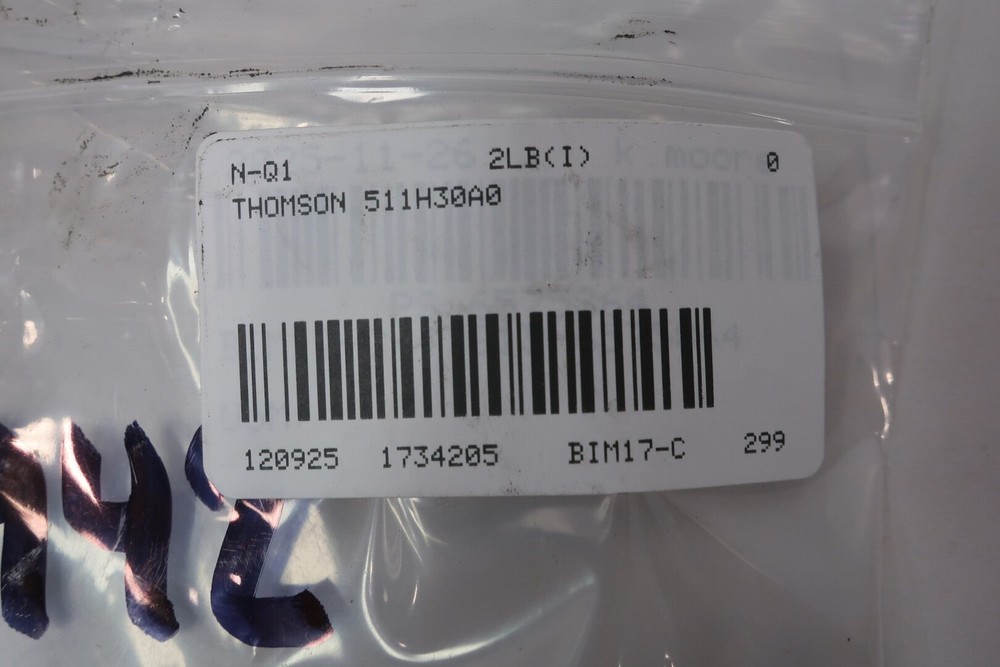 N-Q1 2LB(I) 0
THOMSON 511H30A0
120925 1734205 BIM17-C 299